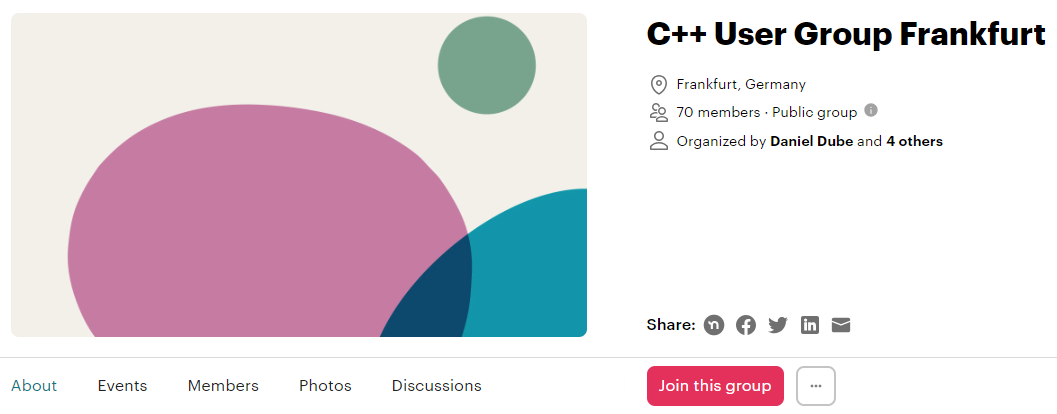 C++ User Group Frankfurt
Frankfurt, Germany
70 members · Public group
Organized by Daniel Dube and 4 others
Share:
About Events Members Photos Discussions
Join this group